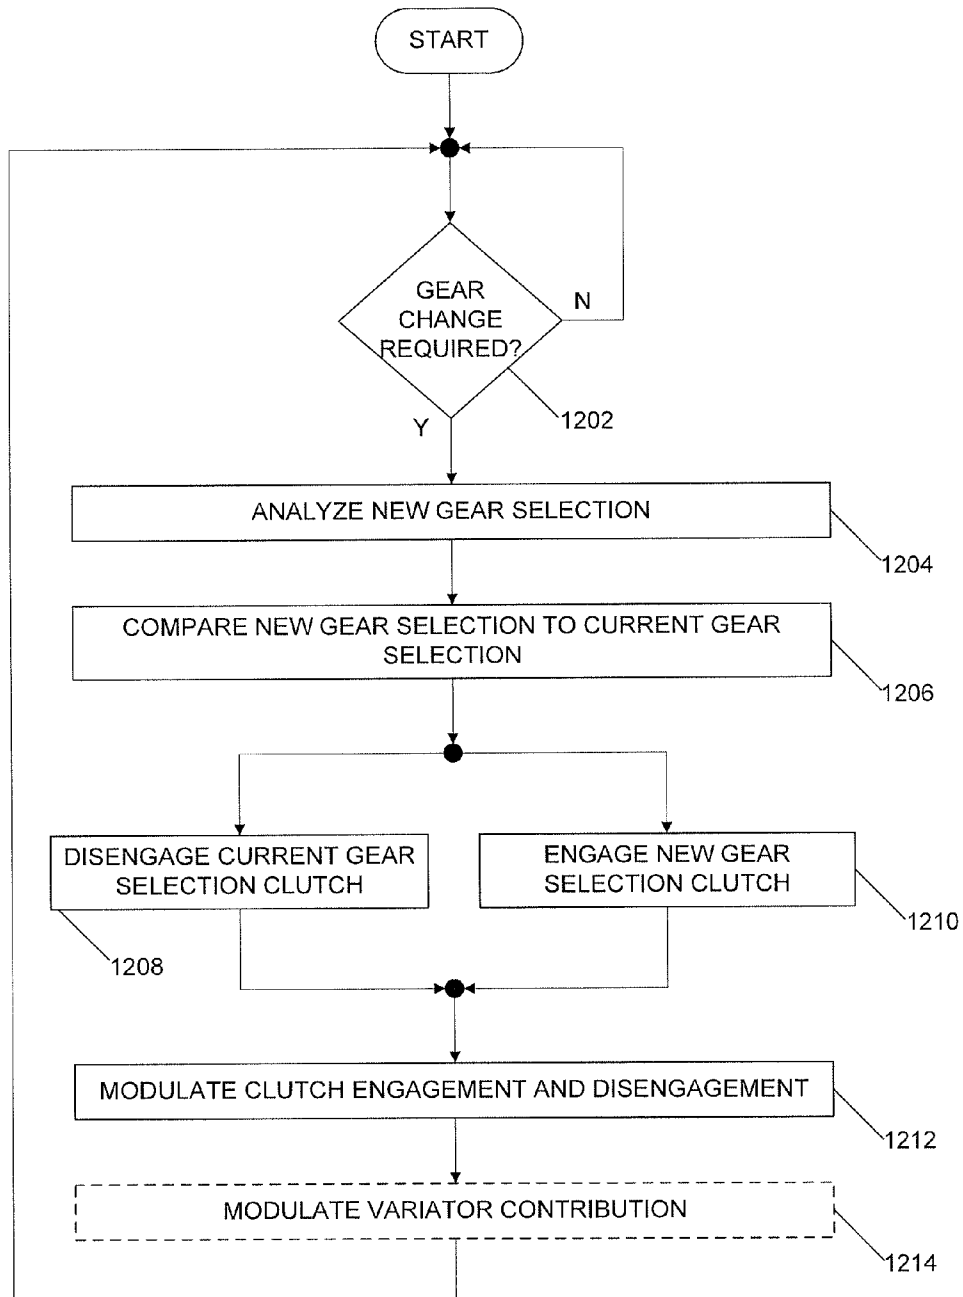 START
GEAR
CHANGE
REQUIRED?
N
Y
1202
ANALYZE NEW GEAR SELECTION
1204
COMPARE NEW GEAR SELECTION TO CURRENT GEAR
SELECTION
1206
DISENGAGE CURRENT GEAR
SELECTION CLUTCH
1208
ENGAGE NEW GEAR
SELECTION CLUTCH
1210
MODULATE CLUTCH ENGAGEMENT AND DISENGAGEMENT
1212
MODULATE VARIATOR CONTRIBUTION
1214